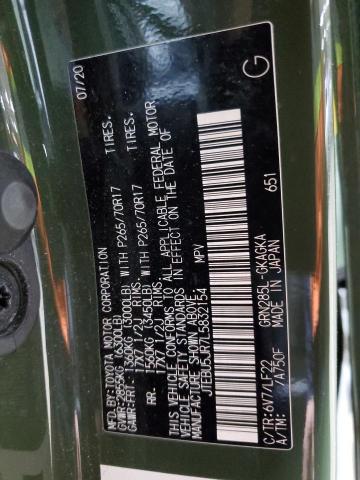 MFD.BY:TOYOTA MOTOR CORPORATION 07/20
GVWR:2855KG (6300LB)
GAWR-FRT. 1360KG (3000LB) WITH P265/70R17 TIRES.
17X7 1/2J RIMS
RR. 1560KG (3450LB) WITH P265/70R17 TIRES.
17X7 1/2J RIMS
THIS VEHICLE CONFORMS TO ALL APPLICABLE FEDERAL MOTOR
VEHICLE SAFETY STANDARDS IN EFFECT ON THE DATE OF
MANUFACTURE SHOWN ABOVE.
JTEBU5JR7L5832154 MPV
651
C/TR:6V7/LF22 GRN285L-GKAGKA
A/TM: /A750F MADE IN JAPAN
G